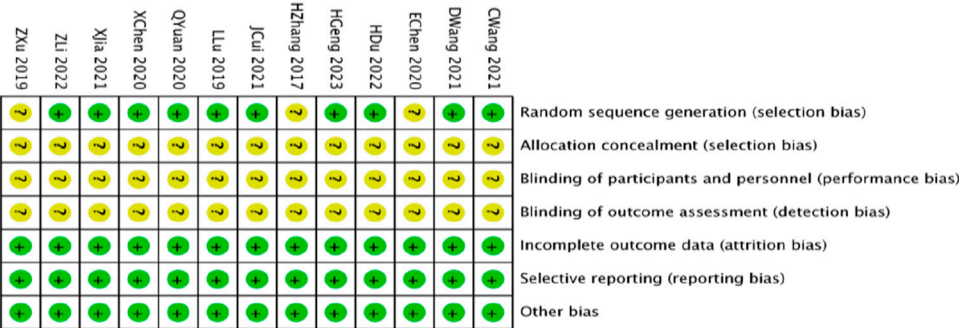 ZXu 2019
ZLi 2022
XJia 2021
XChen 2020
QYuan 2020
LLu 2019
JCui 2021
HZhang 2017
HGeng 2023
HDu 2022
EChen 2020
DWang 2021
CWang 2021
? + + + + + + ? + + ? + + Random sequence generation (selection bias)
? ? ? ? ? ? ? ? ? ? ? ? ? Allocation concealment (selection bias)
? ? ? ? ? ? ? ? ? ? ? ? ? Blinding of participants and personnel (performance bias)
? ? ? ? ? ? ? ? ? ? ? ? ? Blinding of outcome assessment (detection bias)
+ + + + + + + + + + + + + Incomplete outcome data (attrition bias)
+ + + + + + + + + + + + + Selective reporting (reporting bias)
+ + + + + + + + + + + + + Other bias